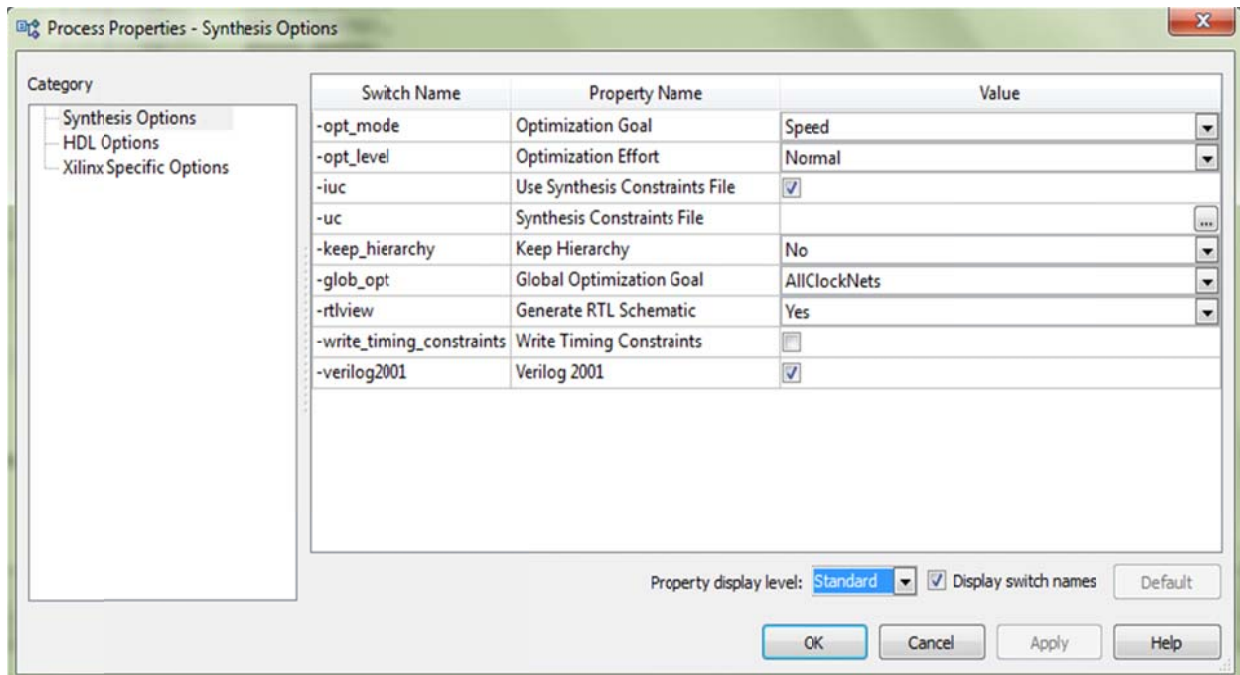 Process Properties - Synthesis Options
Category
Synthesis Options
HDL Options
Xilinx Specific Options
Switch Name Property Name Value
-opt_mode Optimization Goal Speed
-opt_level Optimization Effort Normal
-iuc Use Synthesis Constraints File
-uc Synthesis Constraints File ...
-keep_hierarchy Keep Hierarchy No
-glob_opt Global Optimization Goal AllClockNets
-rtlview Generate RTL Schematic Yes
-write_timing_constraints Write Timing Constraints
-verilog2001 Verilog 2001
Property display level: Standard Display switch names Default
OK Cancel Apply Help